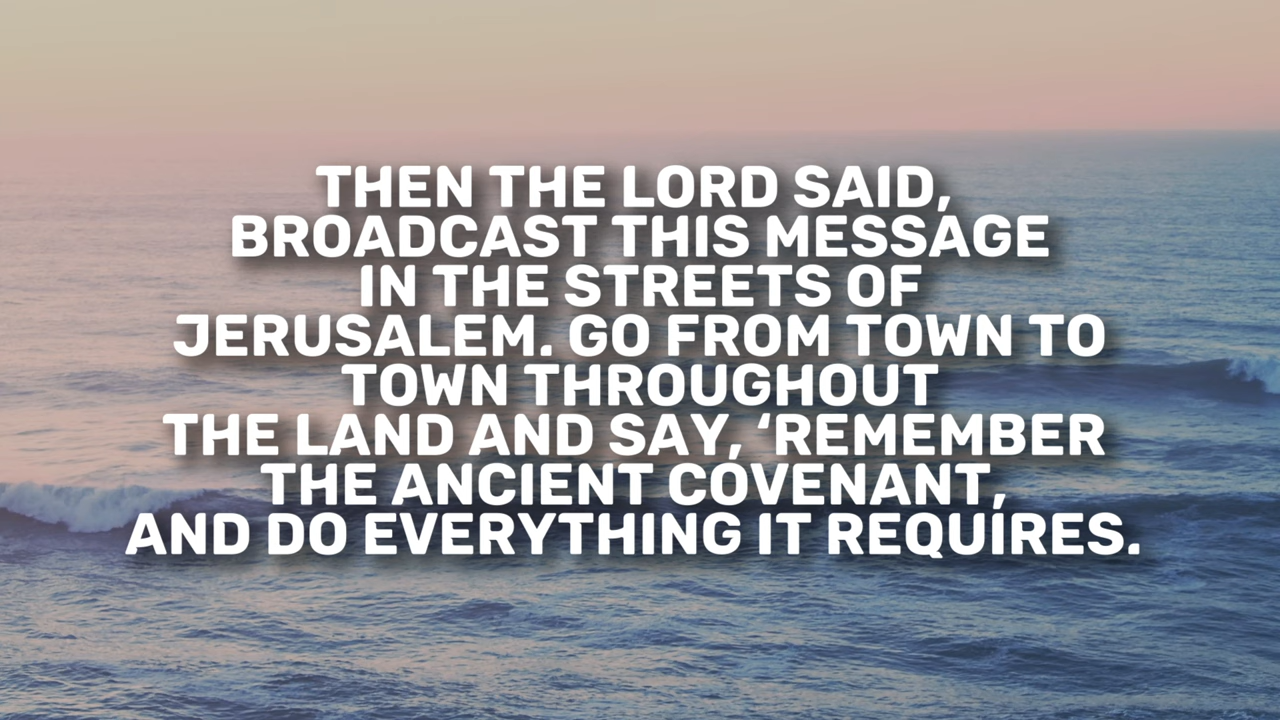 THEN THE LORD SAID,
BROADCAST THIS MESSAGE
IN THE STREETS OF
JERUSALEM. GO FROM TOWN TO
TOWN THROUGHOUT
THE LAND AND SAY, ‘REMEMBER
THE ANCIENT COVENANT,
AND DO EVERYTHING IT REQUIRES.